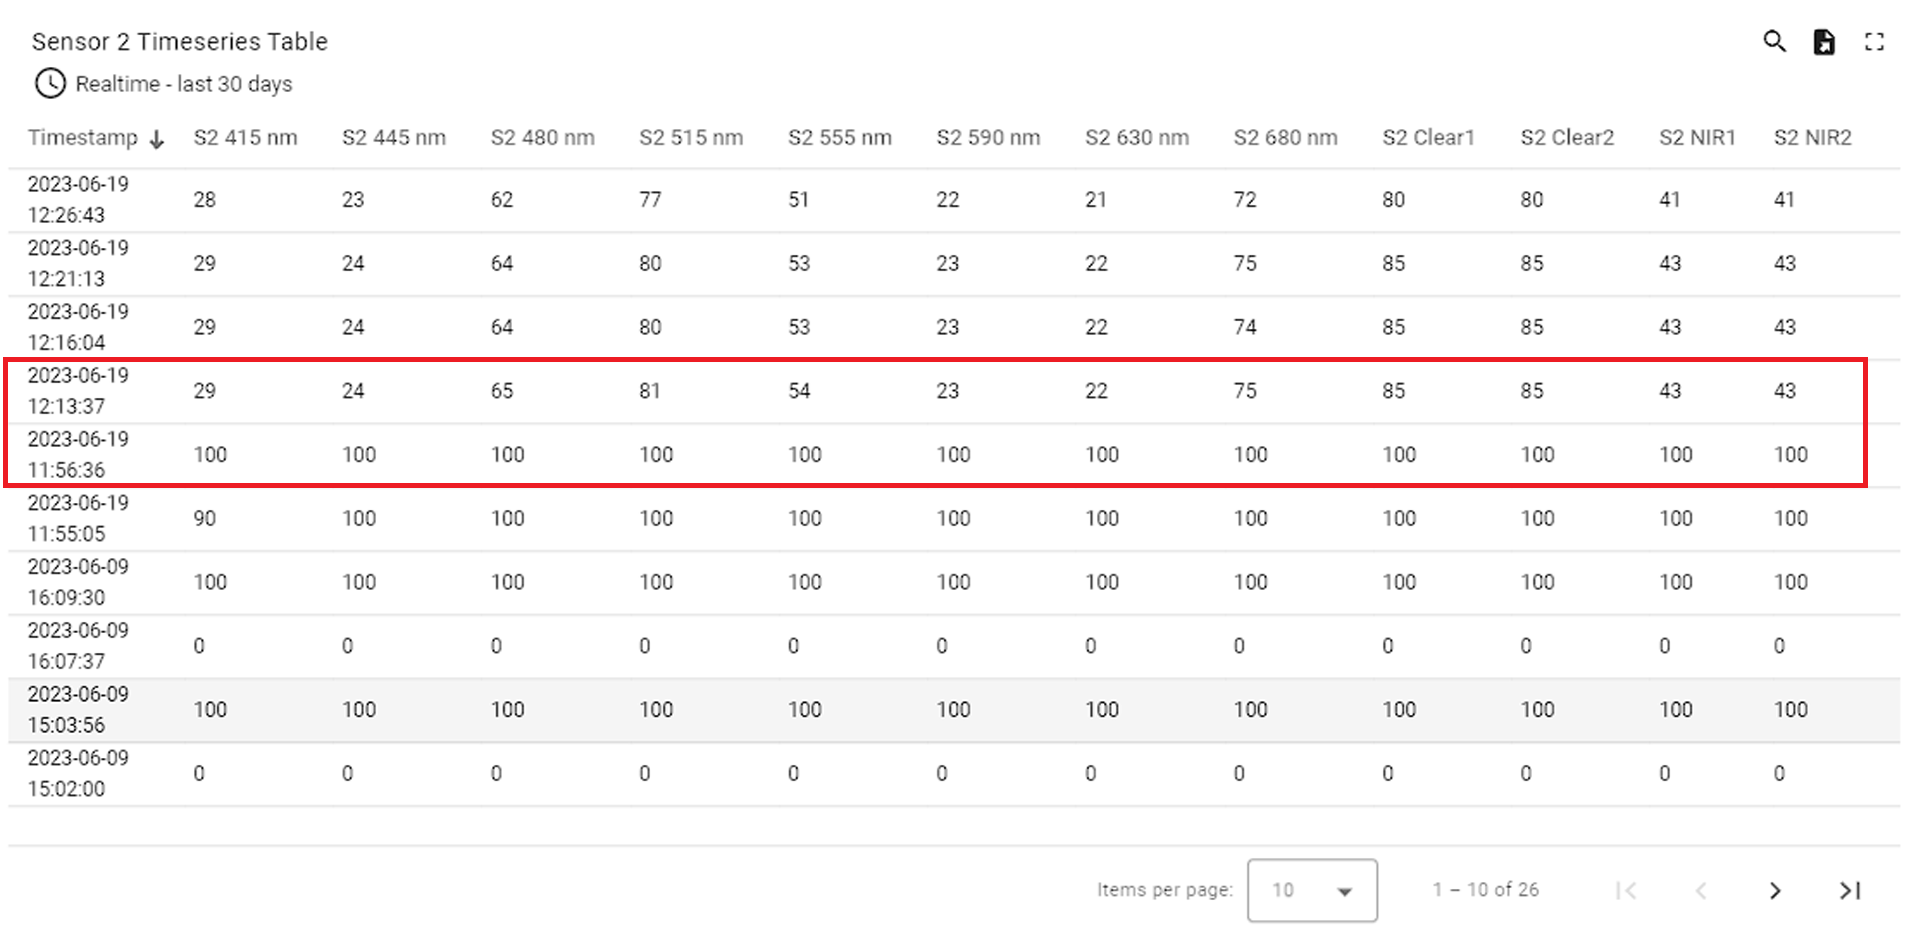 Sensor 2 Timeseries Table
Realtime - last 30 days
Timestamp S2 415 nm S2 445 nm S2 480 nm S2 515 nm S2 555 nm S2 590 nm S2 630 nm S2 680 nm S2 Clear1 S2 Clear2 S2 NIR1 S2 NIR2
2023-06-19
12:26:43 28 23 62 77 51 22 21 72 80 80 41 41
2023-06-19
12:21:13 29 24 64 80 53 23 22 75 85 85 43 43
2023-06-19
12:16:04 29 24 64 80 53 23 22 74 85 85 43 43
2023-06-19
12:13:37 29 24 65 81 54 23 22 75 85 85 43 43
2023-06-19
11:56:36 100 100 100 100 100 100 100 100 100 100 100 100
2023-06-19
11:55:05 90 100 100 100 100 100 100 100 100 100 100 100
2023-06-09
16:09:30 100 100 100 100 100 100 100 100 100 100 100 100
2023-06-09
16:07:37 0 0 0 0 0 0 0 0 0 0 0 0
2023-06-09
15:03:56 100 100 100 100 100 100 100 100 100 100 100 100
2023-06-09
15:02:00 0 0 0 0 0 0 0 0 0 0 0 0
Items per page: 10 1 – 10 of 26